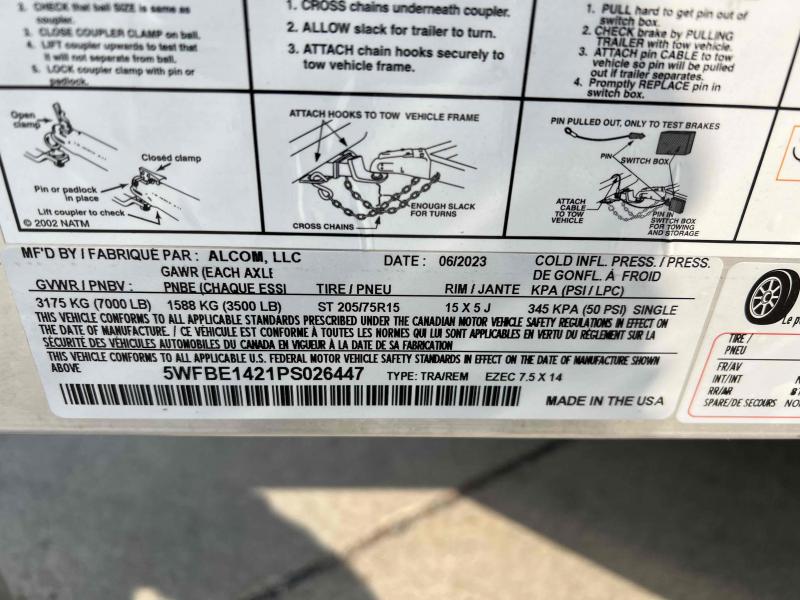 2. CHECK that ball SIZE is same as
coupler.
3. CLOSE COUPLER CLAMP on ball.
4. LIFT coupler upwards to test that
it will not separate from ball.
5. LOCK coupler clamp with pin or
padlock.
1. CROSS chains underneath coupler.
2. ALLOW slack for trailer to turn.
3. ATTACH chain hooks securely to
tow vehicle frame.
1. PULL hard to get pin out of
switch box.
2. CHECK brake by PULLING
TRAILER with tow vehicle.
3. ATTACH pin CABLE to tow
vehicle so pin will be pulled
out if trailer separates.
4. Promptly REPLACE pin in
switch box.
Open
clamp
Closed clamp
Pin or padlock
in place
Lift coupler to check
© 2002 NATM
ATTACH HOOKS TO TOW VEHICLE FRAME
ENOUGH SLACK
FOR TURNS
CROSS CHAINS
PIN PULLED OUT, ONLY TO TEST BRAKES
PIN
SWITCH BOX
ATTACH
CABLE
TO TOW
VEHICLE
PIN IN
SWITCH BOX
FOR TOWING
AND STORAGE
MF'D BY / FABRIQUÉ PAR : ALCOM, LLC DATE : 06/2023 COLD INFL. PRESS. / PRESS.
GAWR (EACH AXLE DE GONFL. À FROID
GVWR / PNBV : PNBE (CHAQUE ESSI TIRE / PNEU RIM / JANTE KPA (PSI / LPC)
3175 KG (7000 LB) 1588 KG (3500 LB) ST 205/75R15 15 X 5 J 345 KPA (50 PSI) SINGLE
THIS VEHICLE CONFORMS TO ALL APPLICABLE STANDARDS PRESCRIBED UNDER THE CANADIAN MOTOR VEHICLE SAFETY REGULATIONS IN EFFECT ON
THE DATE OF MANUFACTURE. / CE VÉHICULE EST CONFORME À TOUTES LES NORMES QUI LUI SONT APPLICABLES EN VERTU DU RÈGLEMENT SUR LA
SÉCURITÉ DES VÉHICULES AUTOMOBILES DU CANADA EN VIGUEUR À LA DATE DE SA FABRICATION.
THIS VEHICLE CONFORMS TO ALL APPLICABLE U.S. FEDERAL MOTOR VEHICLE SAFETY STANDARDS IN EFFECT ON THE DATE OF MANUFACTURE SHOWN
ABOVE.
5WFBE1421PS026447 TYPE: TRA/REM EZEC 7.5 X 14
MADE IN THE USA
Le p
TIRE /
PNEU
FR/AV
INT/INT
RR/AR
SPARE/DE SECOURS